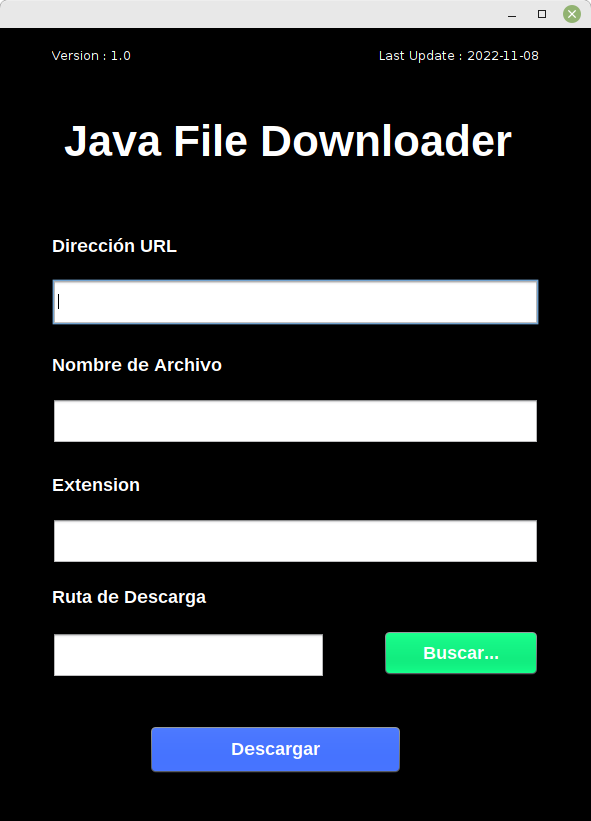 Version : 1.0
Last Update : 2022-11-08
Java File Downloader
Dirección URL
Nombre de Archivo
Extension
Ruta de Descarga
Buscar...
Descargar